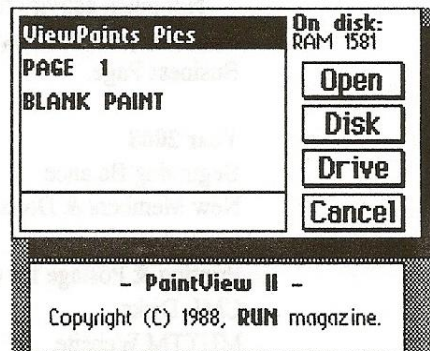 ViewPaints Pics
PAGE 1
BLANK PAINT
On disk:
RAM 1581
Open
Disk
Drive
Cancel
- PaintView II -
Copyright (C) 1988, RUN magazine.